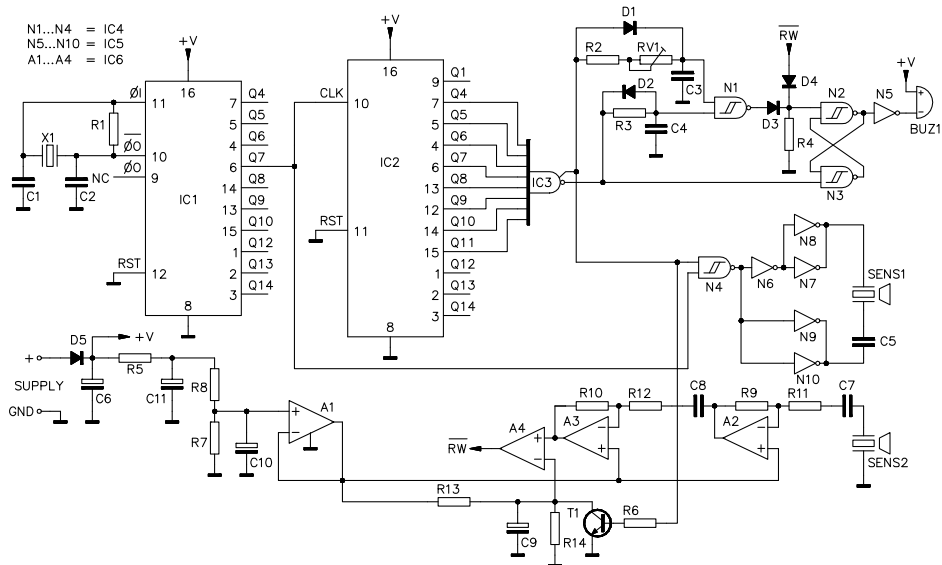 N1...N4 = IC4
N5...N10 = IC5
A1...A4 = IC6
+V
16
ØI
11
R1
X1
ØO
10
ØO
9
NC
C1
C2
IC1
RST
12
8
7 Q4
5 Q5
4 Q6
6 Q7
14 Q8
13 Q9
15 Q10
1 Q12
2 Q13
3 Q14
+V
16
CLK
10
IC2
RST
11
8
9 Q1
7 Q4
5 Q5
4 Q6
6 Q7
13 Q8
12 Q9
14 Q10
15 Q11
1 Q12
2 Q13
3 Q14
IC3
D1
R2
RV1
C3
D2
R3
C4
N1
RW
D4
D3
R4
N2
N3
N5
+V
BUZ1
N4
N6
N8
N7
N9
N10
SENS1
C5
D5
+V
+
SUPPLY
GND
C6
R5
C11
R8
R7
C10
A1
+
-
RW
A4
+
-
R10
A3
-
+
R12
C8
R9
A2
-
+
R11
C7
SENS2
R13
C9
R14
T1
R6